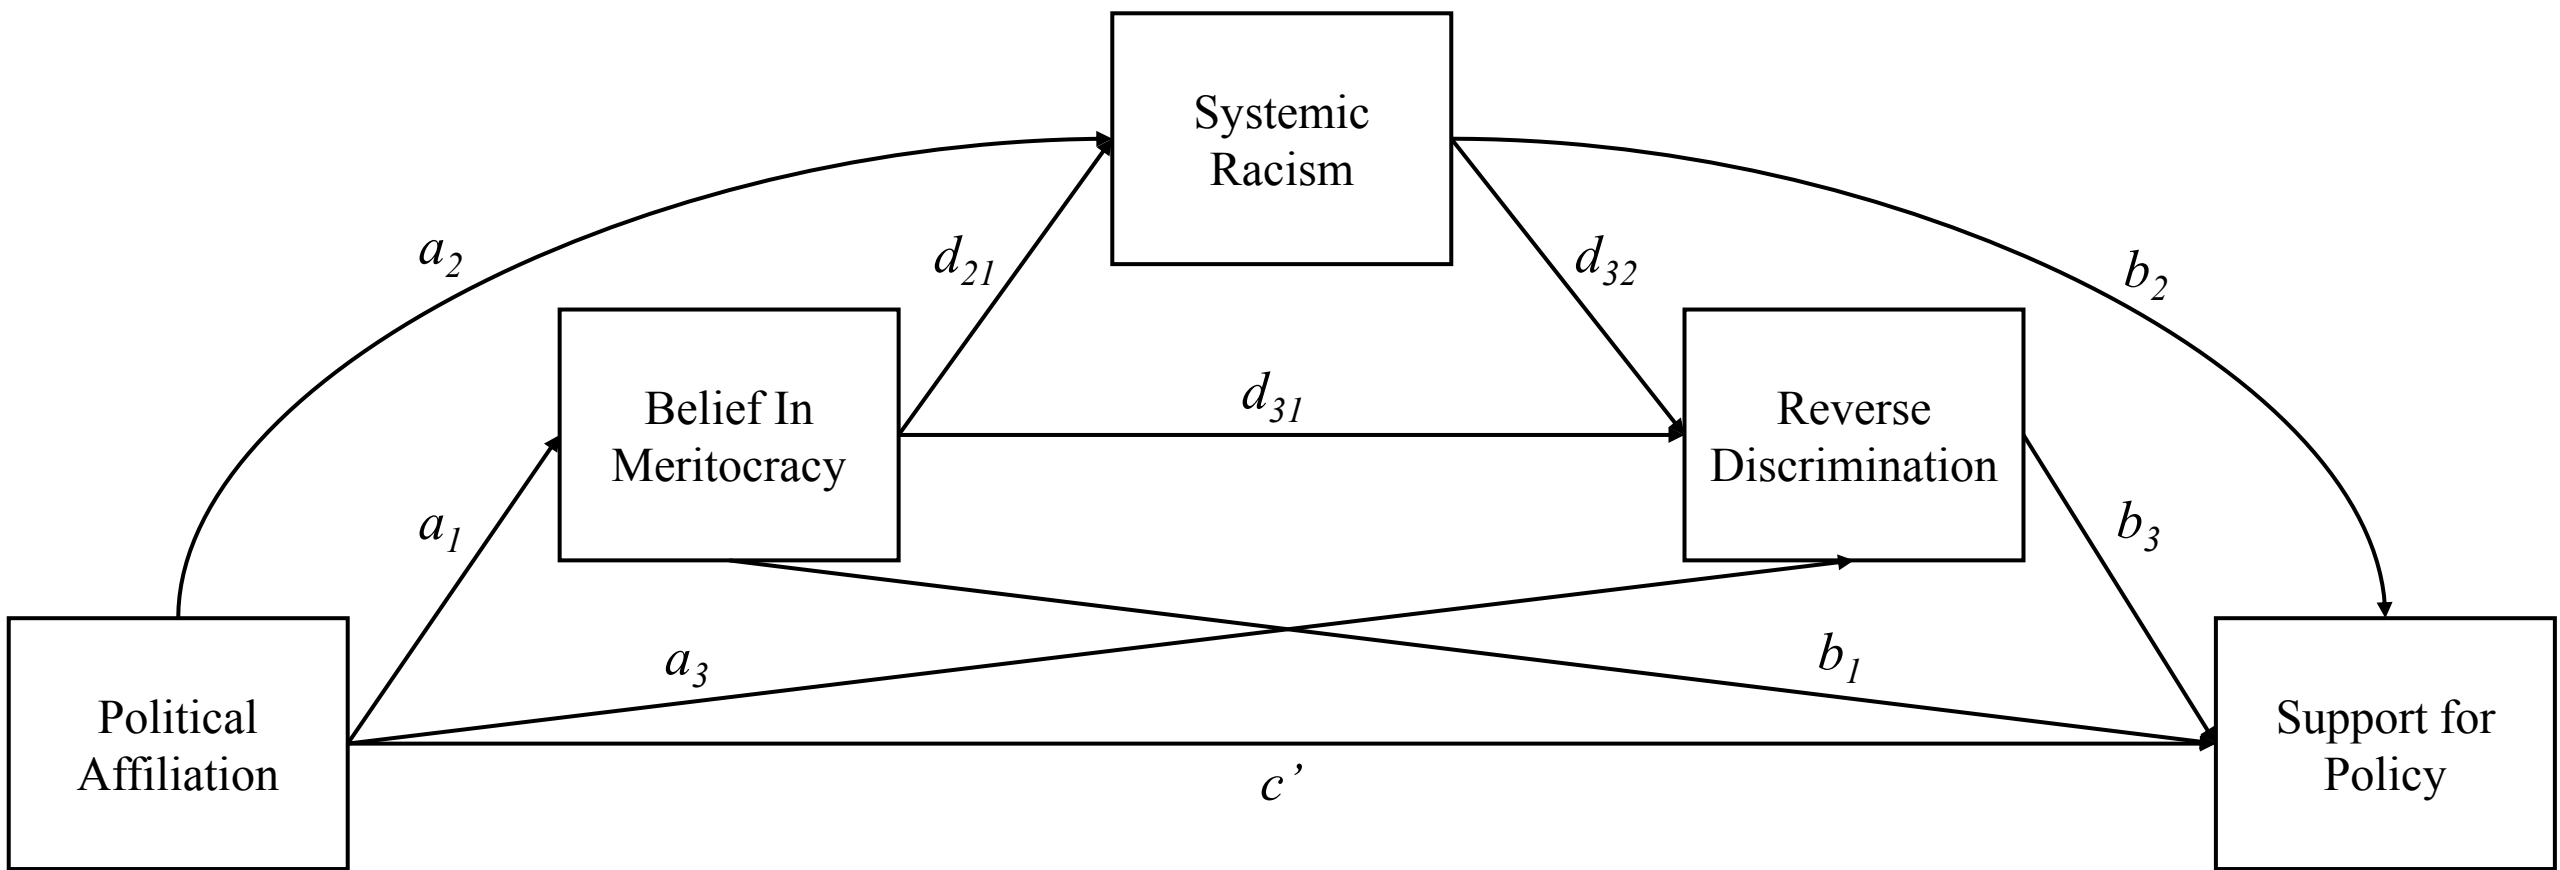 Systemic
Racism
a2
d21
d32
b2
Belief In
Meritocracy
d31
Reverse
Discrimination
a1
b3
a3
b1
Political
Affiliation
c’
Support for
Policy